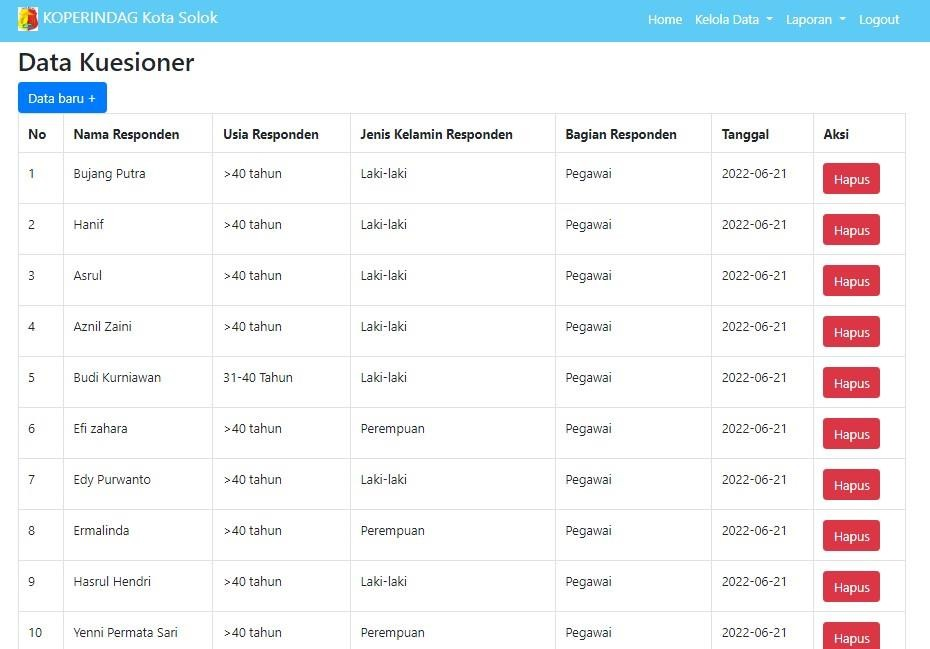 KOPERINDAG Kota Solok Home Kelola Data Laporan Logout
Data Kuesioner
Data baru +
No Nama Responden Usia Responden Jenis Kelamin Responden Bagian Responden Tanggal Aksi
1 Bujang Putra >40 tahun Laki-laki Pegawai 2022-06-21 Hapus
2 Hanif >40 tahun Laki-laki Pegawai 2022-06-21 Hapus
3 Asrul >40 tahun Laki-laki Pegawai 2022-06-21 Hapus
4 Aznil Zaini >40 tahun Laki-laki Pegawai 2022-06-21 Hapus
5 Budi Kurniawan 31-40 Tahun Laki-laki Pegawai 2022-06-21 Hapus
6 Efi zahara >40 tahun Perempuan Pegawai 2022-06-21 Hapus
7 Edy Purwanto >40 tahun Laki-laki Pegawai 2022-06-21 Hapus
8 Ermalinda >40 tahun Perempuan Pegawai 2022-06-21 Hapus
9 Hasrul Hendri >40 tahun Laki-laki Pegawai 2022-06-21 Hapus
10 Yenni Permata Sari >40 tahun Perempuan Pegawai 2022-06-21 Hapus